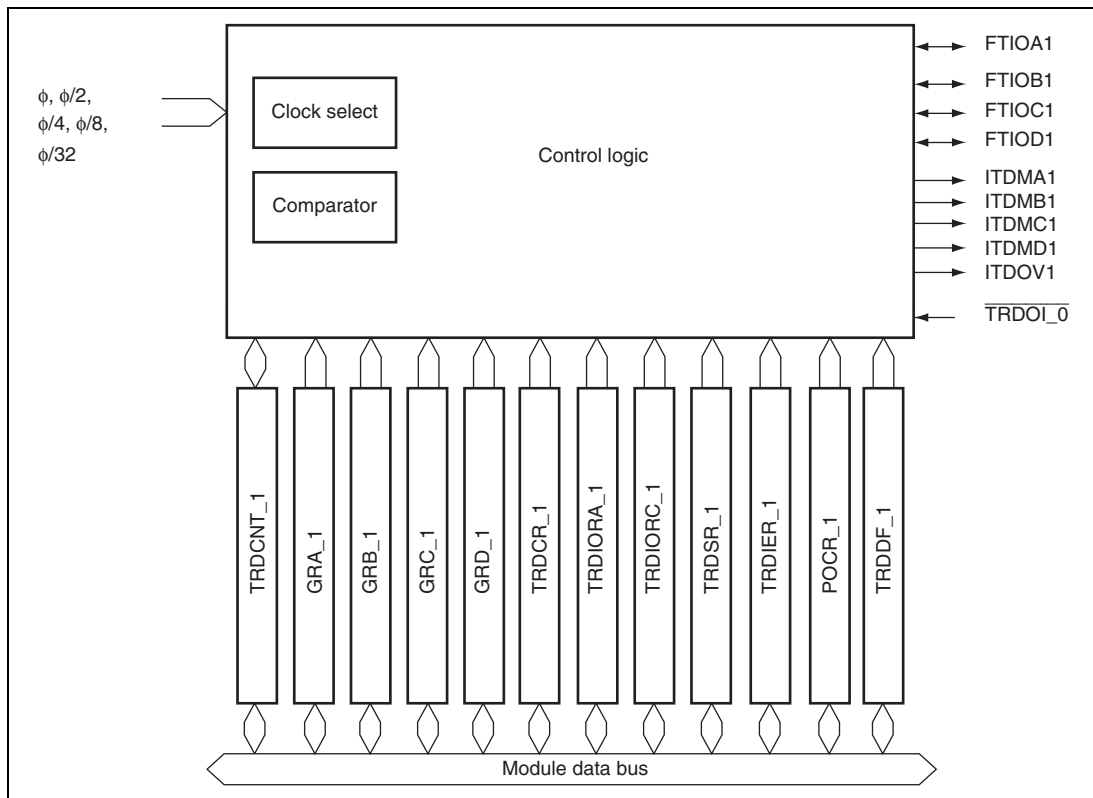 ϕ, ϕ/2,
ϕ/4, ϕ/8,
ϕ/32
Clock select
Comparator
Control logic
FTIOA1
FTIOB1
FTIOC1
FTIOD1
ITDMA1
ITDMB1
ITDMC1
ITDMD1
ITDOV1
TRDOI_0
TRDCNT_1
GRA_1
GRB_1
GRC_1
GRD_1
TRDCR_1
TRDIORA_1
TRDIORC_1
TRDSR_1
TRDIER_1
POCR_1
TRDDF_1
Module data bus